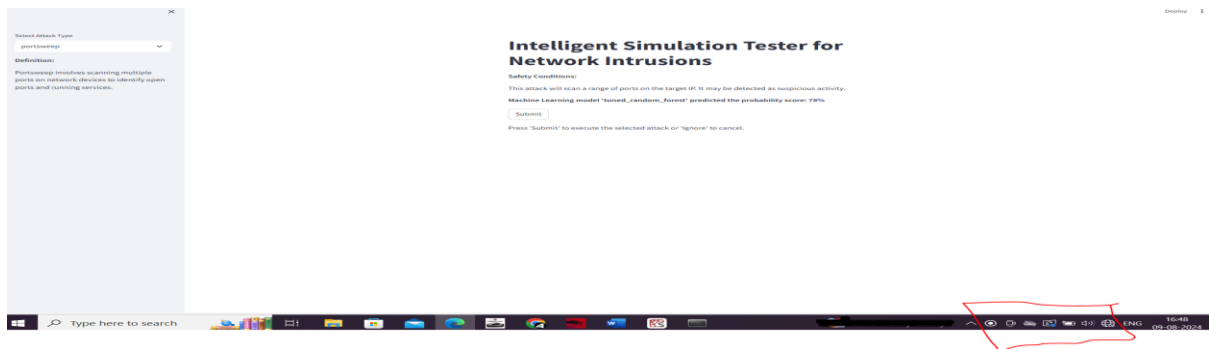 Deploy
Select Attack Type
portsweep
Definition:
Portsweep involves scanning multiple
ports on network devices to identify open
ports and running services.
Intelligent Simulation Tester for
Network Intrusions
Safety Conditions:
This attack will scan a range of ports on the target IP. It may be detected as suspicious activity.
Machine Learning model 'tuned_random_forest' predicted the probability score: 78%
Submit
Press 'Submit' to execute the selected attack or 'Ignore' to cancel.
Type here to search
ENG
16:48
09-08-2024